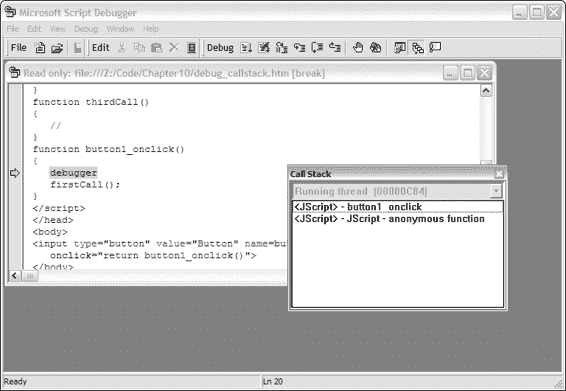 Microsoft Script Debugger
File Edit View Debug Window Help
File Edit Debug
Read only: file:///Z:/Code/Chapter10/debug_callstack.htm [break]
}
function thirdCall()
{
//
}
function button1_onclick()
{
debugger
firstCall();
}
</script>
</head>
<body>
<input type="button" value="Button" name=bu
onclick="return button1_onclick()">
</body>
Call Stack
Running thread (00000C84)
<JScript> - button1_onclick
<JScript> - JScript - anonymous function
Ready Ln 20